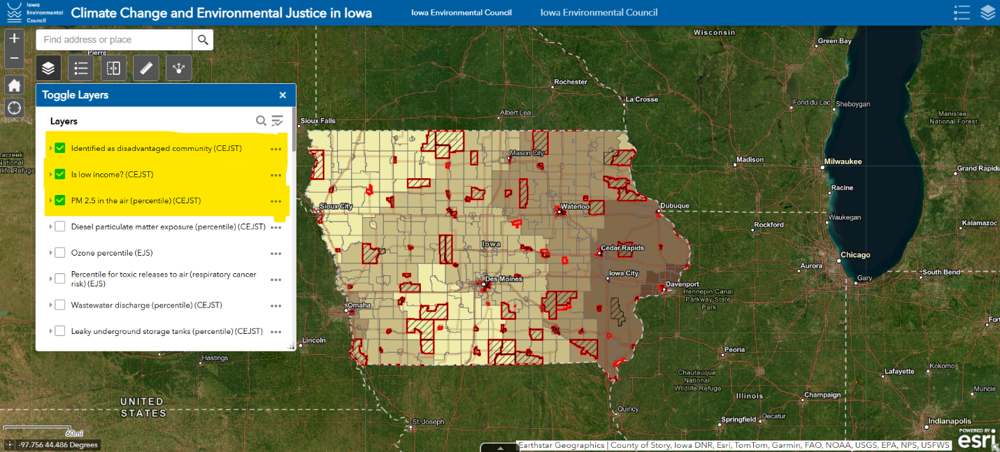 Iowa
Environmental
Council
Climate Change and Environmental Justice in Iowa
Iowa Environmental Council
Iowa Environmental Council
+
−
Find address or place
Pierre
Toggle Layers
×
Layers
Identified as disadvantaged community (CEJST)
Is low income? (CEJST)
PM 2.5 in the air (percentile) (CEJST)
Diesel particulate matter exposure (percentile) (CEJST)
Ozone percentile (EJS)
Percentile for toxic releases to air (respiratory cancer
risk) (EJS)
Wastewater discharge (percentile) (CEJST)
Leaky underground storage tanks (percentile) (CEJST)
Lacreek
National
Wildlife Refuge
Wisconsin
Green Bay
Rochester
La Crosse
Fond du Lac
Sheboygan
Manistee
National Forest
Albert Lea
Sioux Falls
Mason City
Madison
Milwaukee
Grand Rapids
Racine
Sioux City
Waterloo
Dubuque
Waukegan
Rockford
Kalamazoo
Iowa
Cedar Rapids
Chicago
Aurora
Iowa City
South Bend
Des Moines
Gary
Davenport
Hennepin Canal
Parkway State
Park
Omaha
Fort
Lincoln
Peoria
Hastings
Lafayette
Kokomo
Chautauqua
National
Wildlife Refuge
Muncie
Illinois
Champaign
UNITED
STATES
Quincy
Springfield
Decatur
St. Joseph
Indianapolis
60mi
-97.756 44.486 Degrees
Earthstar Geographics | County of Story, Iowa DNR, Esri, TomTom, Garmin, FAO, NOAA, USGS, EPA, NPS, USFWS
POWERED BY
esri